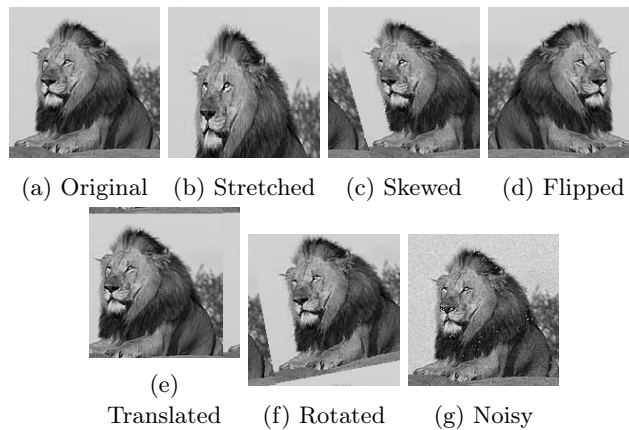 (a) Original (b) Stretched (c) Skewed (d) Flipped
(e)
Translated (f) Rotated (g) Noisy